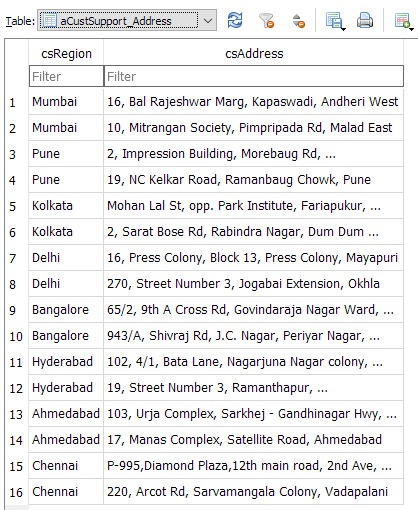 Table: aCustSupport_Address
csRegion csAddress
Filter Filter
1 Mumbai 16, Bal Rajeshwar Marg, Kapaswadi, Andheri West
2 Mumbai 10, Mitrangan Society, Pimpripada Rd, Malad East
3 Pune 2, Impression Building, Morebaug Rd, ...
4 Pune 19, NC Kelkar Road, Ramanbaug Chowk, Pune
5 Kolkata Mohan Lal St, opp. Park Institute, Fariapukur, ...
6 Kolkata 2, Sarat Bose Rd, Rabindra Nagar, Dum Dum ...
7 Delhi 16, Press Colony, Block 13, Press Colony, Mayapuri
8 Delhi 270, Street Number 3, Jogabai Extension, Okhla
9 Bangalore 65/2, 9th A Cross Rd, Govindaraja Nagar Ward, ...
10 Bangalore 943/A, Shivraj Rd, J.C. Nagar, Periyar Nagar, ...
11 Hyderabad 102, 4/1, Bata Lane, Nagarjuna Nagar colony, ...
12 Hyderabad 19, Street Number 3, Ramanthapur, ...
13 Ahmedabad 103, Urja Complex, Sarkhej - Gandhinagar Hwy, ...
14 Ahmedabad 17, Manas Complex, Satellite Road, Ahmedabad
15 Chennai P-995,Diamond Plaza,12th main road, 2nd Ave, ...
16 Chennai 220, Arcot Rd, Sarvamangala Colony, Vadapalani